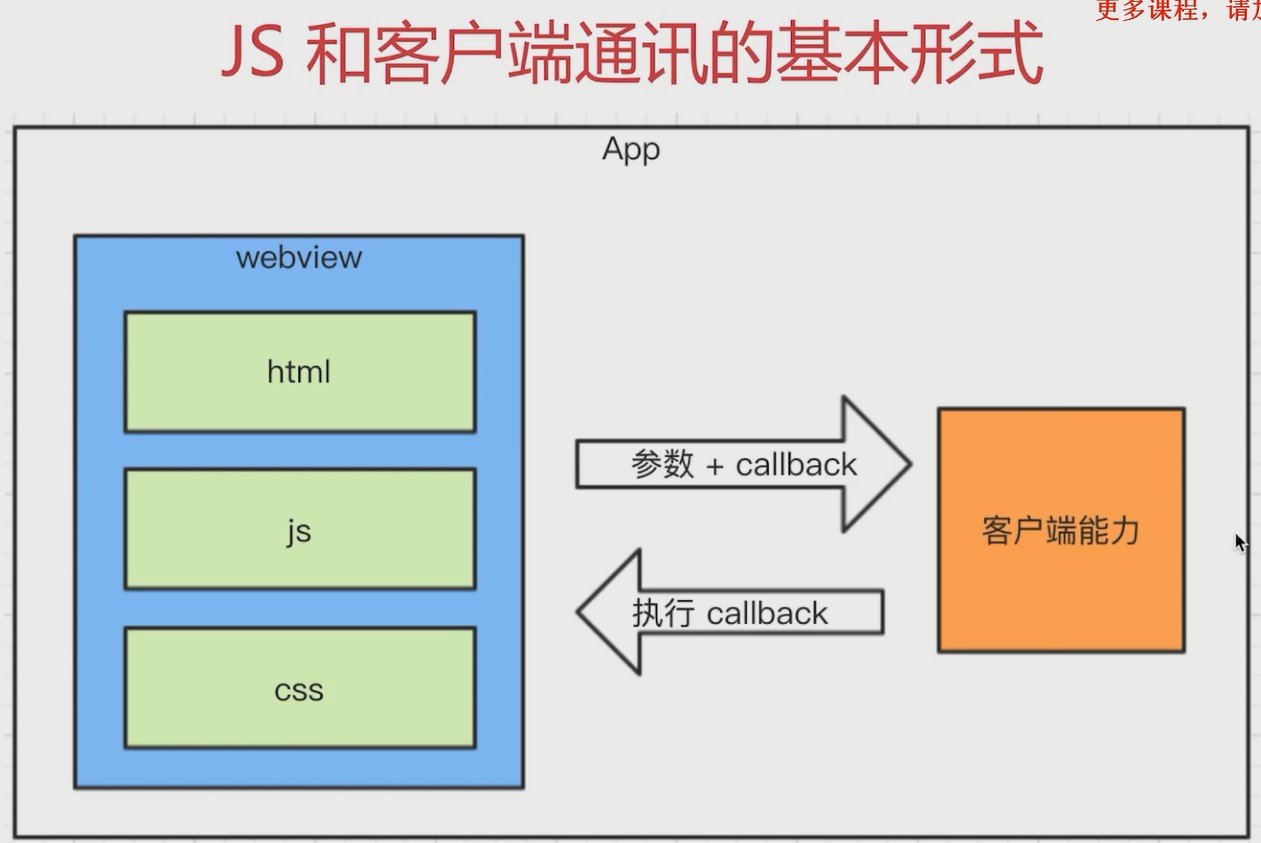 更多课程，请
JS 和客户端通讯的基本形式
App
webview
html
参数 + callback
js
客户端能力
执行 callback
css